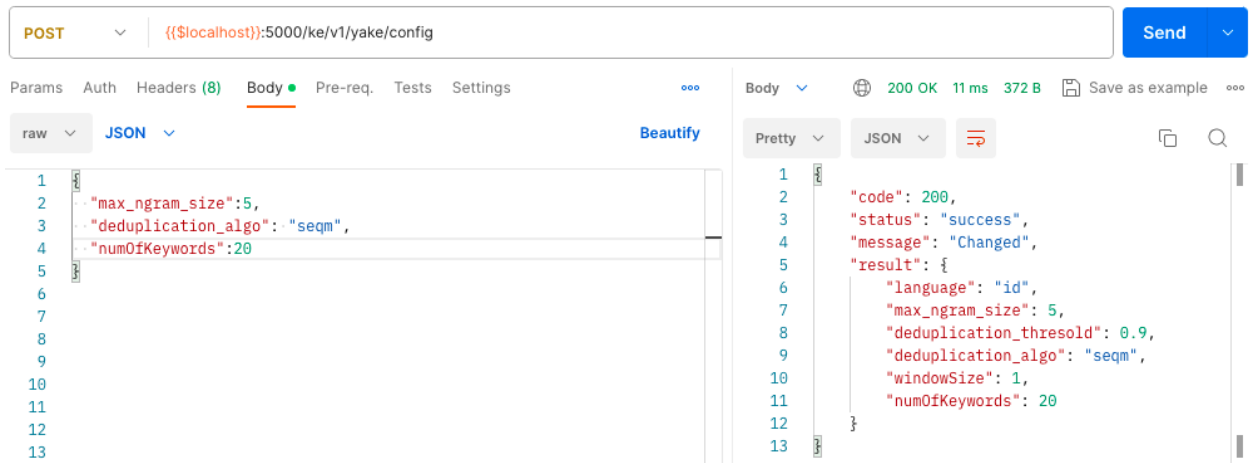 POST {{$localhost}}:5000/ke/v1/yake/config Send
Params Auth Headers (8) Body Pre-req. Tests Settings
raw JSON Beautify
1 {
2 "max_ngram_size":5,
3 "deduplication_algo": "seqm",
4 "numOfKeywords":20
5 }
6
7
8
9
10
11
12
13
Body 200 OK 11 ms 372 B Save as example
Pretty JSON
1 {
2 "code": 200,
3 "status": "success",
4 "message": "Changed",
5 "result": {
6 "language": "id",
7 "max_ngram_size": 5,
8 "deduplication_thresold": 0.9,
9 "deduplication_algo": "seqm",
10 "windowSize": 1,
11 "numOfKeywords": 20
12 }
13 }